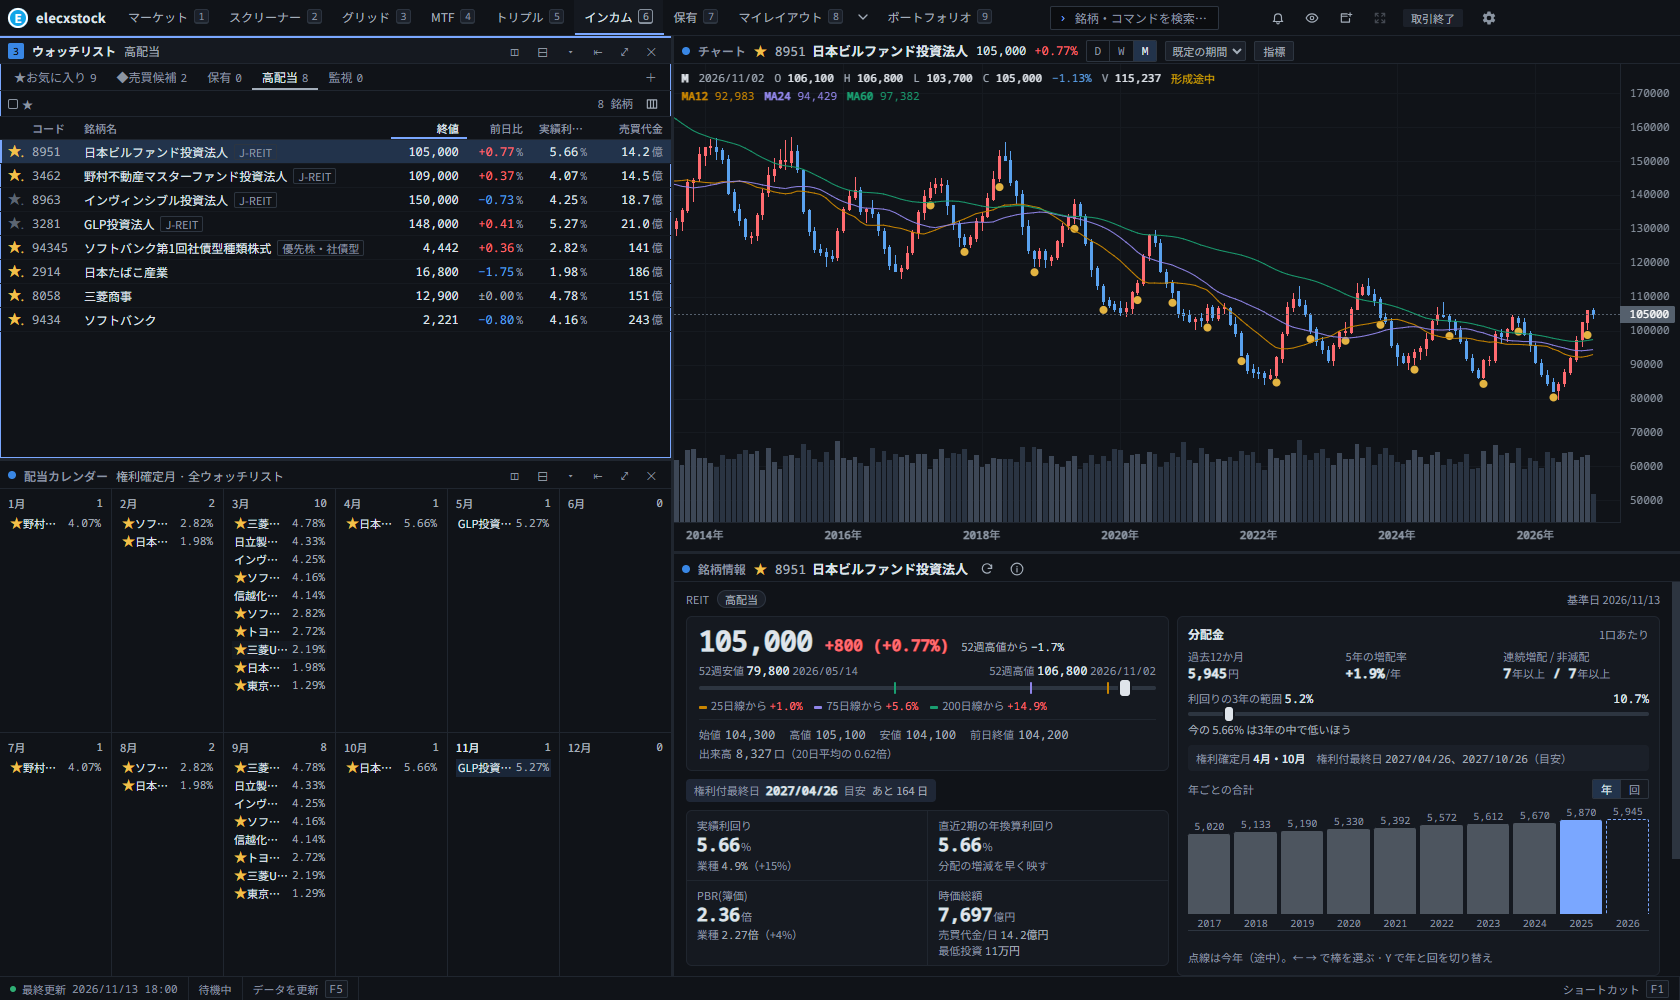 elecxstock マーケット 1 スクリーナー 2 グリッド 3 MTF 4 トリプル 5 インカム 6 保有 7 マイレイアウト 8 ポートフォリオ 9 › 銘柄・コマンドを検索… 取引終了
3 ウォッチリスト 高配当
★お気に入り 9 ◆売買候補 2 保有 0 高配当 8 監視 0 +
★ 8 銘柄
コード 銘柄名 終値 前日比 実績利… 売買代金
8951 日本ビルファンド投資法人 J-REIT 105,000 +0.77% 5.66% 14.2億
3462 野村不動産マスターファンド投資法人 J-REIT 109,000 +0.37% 4.07% 14.5億
8963 インヴィンシブル投資法人 J-REIT 150,000 −0.73% 4.25% 18.7億
3281 GLP投資法人 J-REIT 148,000 +0.41% 5.27% 21.0億
94345 ソフトバンク第1回社債型種類株式 優先株・社債型 4,442 +0.36% 2.82% 141億
2914 日本たばこ産業 16,800 −1.75% 1.98% 186億
8058 三菱商事 12,900 ±0.00% 4.78% 151億
9434 ソフトバンク 2,221 −0.80% 4.16% 243億
配当カレンダー 権利確定月・全ウォッチリスト
1月 1 2月 2 3月 10 4月 1 5月 1 6月 0
★野村… 4.07% ★ソフ… 2.82% ★三菱… 4.78% ★日本… 5.66% GLP投資… 5.27%
★日本… 1.98% 日立製… 4.33%
インヴ… 4.25%
★ソフ… 4.16%
信越化… 4.14%
★ソフ… 2.82%
★トヨ… 2.72%
★三菱U… 2.19%
★日本… 1.98%
★東京… 1.29%
7月 1 8月 2 9月 8 10月 1 11月 1 12月 0
★野村… 4.07% ★ソフ… 2.82% ★三菱… 4.78% ★日本… 5.66% GLP投資… 5.27%
★日本… 1.98% 日立製… 4.33%
インヴ… 4.25%
★ソフ… 4.16%
信越化… 4.14%
★トヨ… 2.72%
★三菱U… 2.19%
★東京… 1.29%
チャート ★ 8951 日本ビルファンド投資法人 105,000 +0.77% D W M 既定の期間 指標
M 2026/11/02 O 106,100 H 106,800 L 103,700 C 105,000 −1.13% V 115,237 形成途中
MA12 92,983 MA24 94,429 MA60 97,382
170000
160000
150000
140000
130000
120000
110000
105000
100000
90000
80000
70000
60000
50000
2014年 2016年 2018年 2020年 2022年 2024年 2026年
銘柄情報 ★ 8951 日本ビルファンド投資法人
REIT 高配当 基準日 2026/11/13
105,000 +800 (+0.77%) 52週高値から −1.7%
52週安値 79,800 2026/05/14 52週高値 106,800 2026/11/02
25日線から +1.0% 75日線から +5.6% 200日線から +14.9%
始値 104,300 高値 105,100 安値 104,100 前日終値 104,200
出来高 8,327 口（20日平均の 0.62倍）
権利付最終日 2027/04/26 目安 あと 164 日
実績利回り
5.66%
業種 4.9%（+15%）
直近2期の年換算利回り
5.66%
分配の増減を早く映す
PBR(簿価)
2.36倍
業種 2.27倍（+4%）
時価総額
7,697億円
売買代金/日 14.2億円
最低投資 11万円
分配金 1口あたり
過去12か月 5年の増配率 連続増配 / 非減配
5,945円 +1.9%/年 7年以上 / 7年以上
利回りの3年の範囲 5.2% 10.7%
今の 5.66% は3年の中で低いほう
権利確定月 4月・10月 権利付最終日 2027/04/26、2027/10/26（目安）
年ごとの合計 年 回
5,020 5,133 5,190 5,330 5,392 5,572 5,612 5,670 5,870 5,945
2017 2018 2019 2020 2021 2022 2023 2024 2025 2026
点線は今年（途中）。←→ で棒を選ぶ・Y で年と回を切り替え
最終更新 2026/11/13 18:00 待機中 データを更新 F5 ショートカット F1